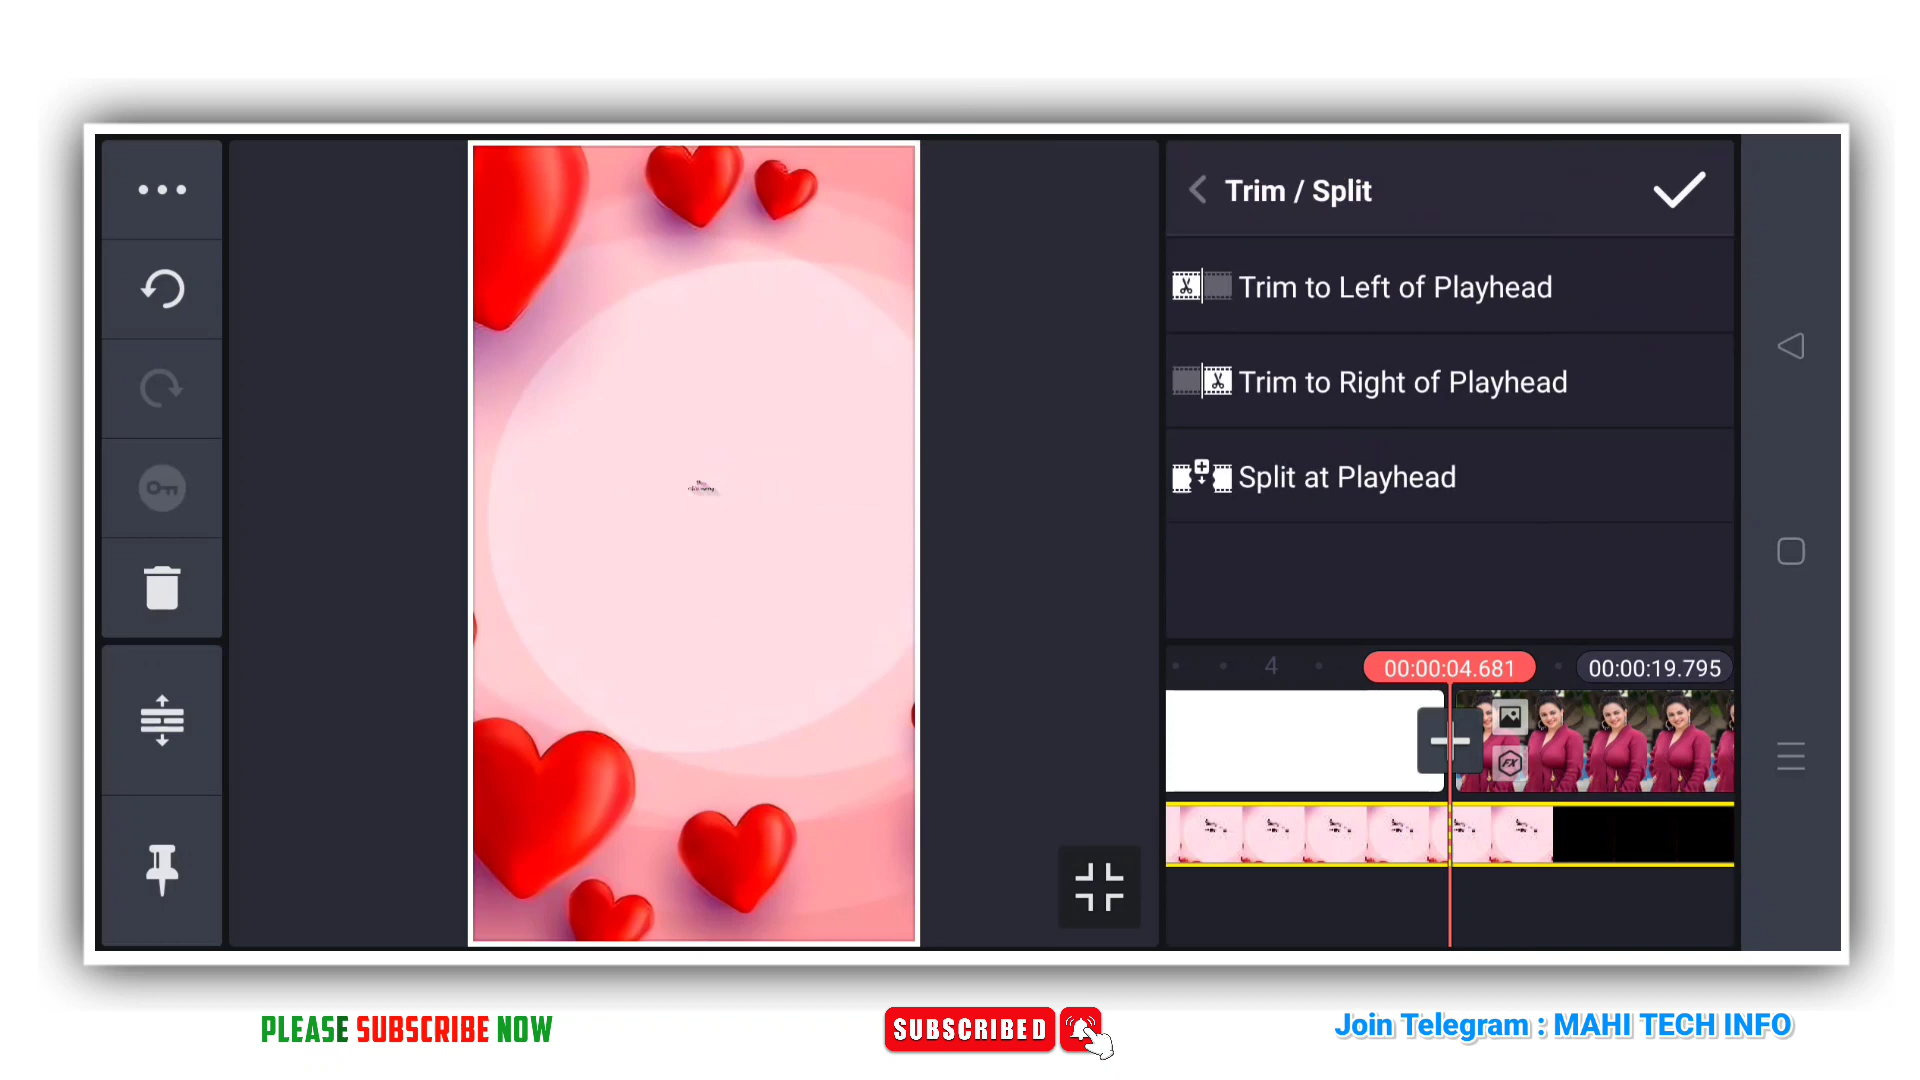 Trim / Split
Trim to Left of Playhead
Trim to Right of Playhead
Split at Playhead
4
00:00:04.681
00:00:19.795
FX
PLEASE SUBSCRIBE NOW
SUBSCRIBED
Join Telegram : MAHI TECH INFO